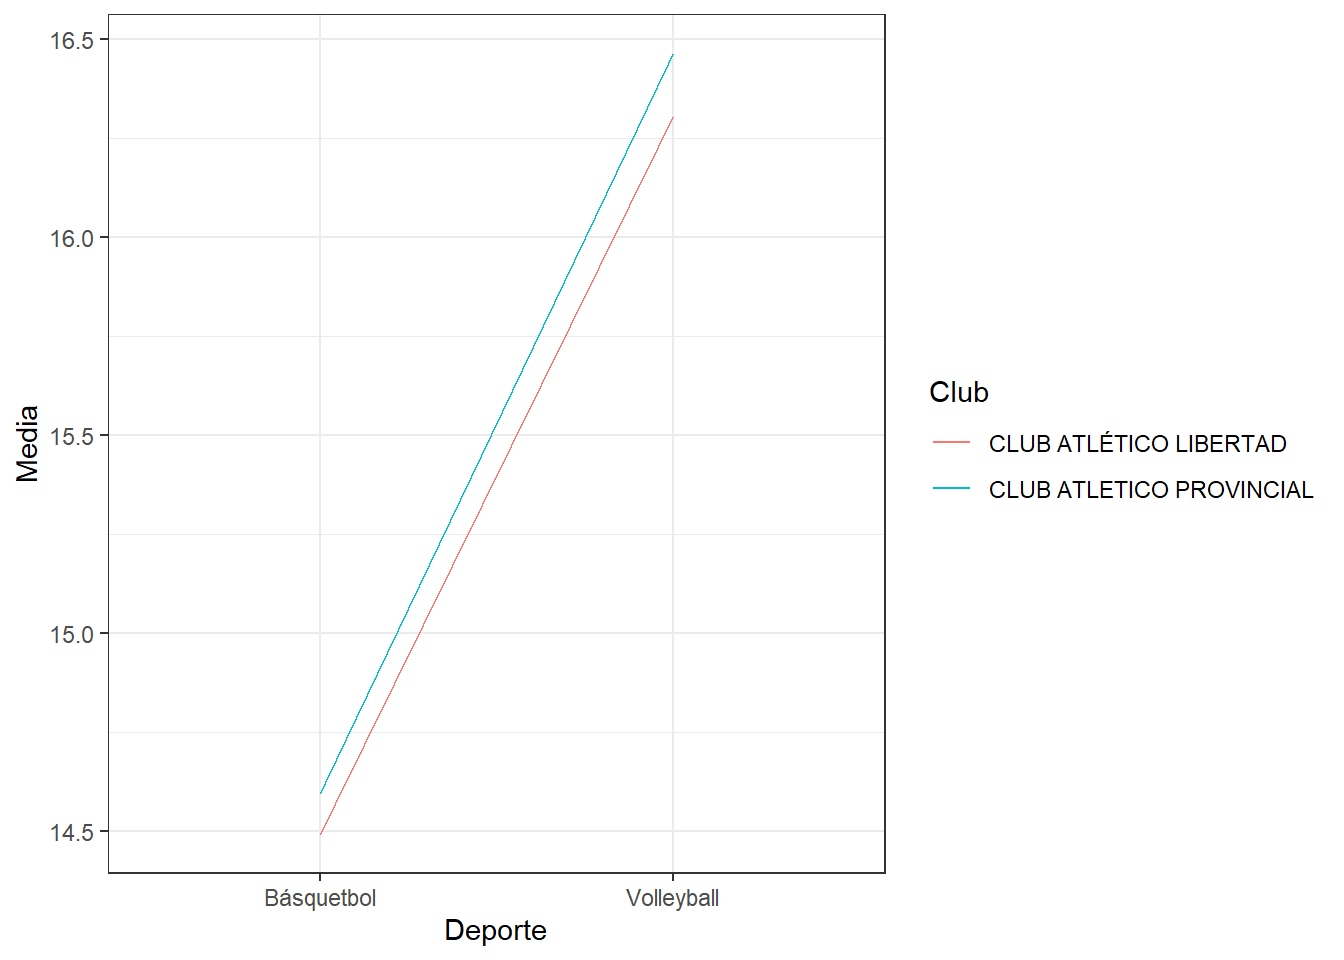 16.5
16.0
15.5
15.0
14.5
Media
Básquetbol
Volleyball
Deporte
Club
CLUB ATLÉTICO LIBERTAD
CLUB ATLETICO PROVINCIAL